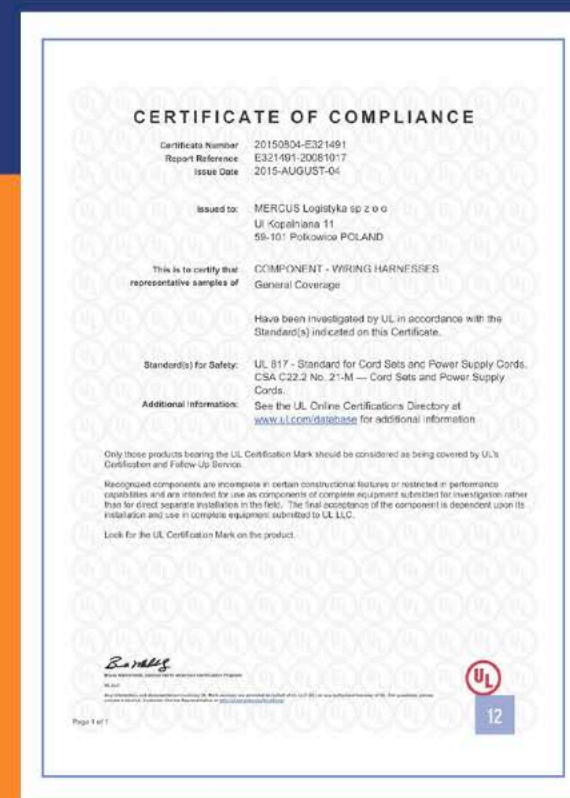 CERTIFICATE OF COMPLIANCE
Certificate Number 20150804-E321491
Report Reference E321491-20081017
Issue Date 2015-AUGUST-04
Issued to: MERCUS Logistyka sp z o o
Ul Kopalniana 11
59-101 Polkowice POLAND
This is to certify that COMPONENT - WIRING HARNESSES
representative samples of General Coverage
Have been investigated by UL in accordance with the
Standard(s) indicated on this Certificate.
Standard(s) for Safety: UL 817 - Standard for Cord Sets and Power Supply Cords.
CSA C22.2 No. 21-M — Cord Sets and Power Supply
Cords.
Additional Information: See the UL Online Certifications Directory at
www.ul.com/database for additional information
Only those products bearing the UL Certification Mark should be considered as being covered by UL's
Certification and Follow-Up Service.
Recognized components are incomplete in certain constructional features or restricted in performance
capabilities and are intended for use as components of complete equipment submitted for investigation rather
than for direct separate installation in the field. The final acceptance of the component is dependent upon its
installation and use in complete equipment submitted to UL LLC.
Look for the UL Certification Mark on the product.
UL LLC
UL
12
Page 1 of 1